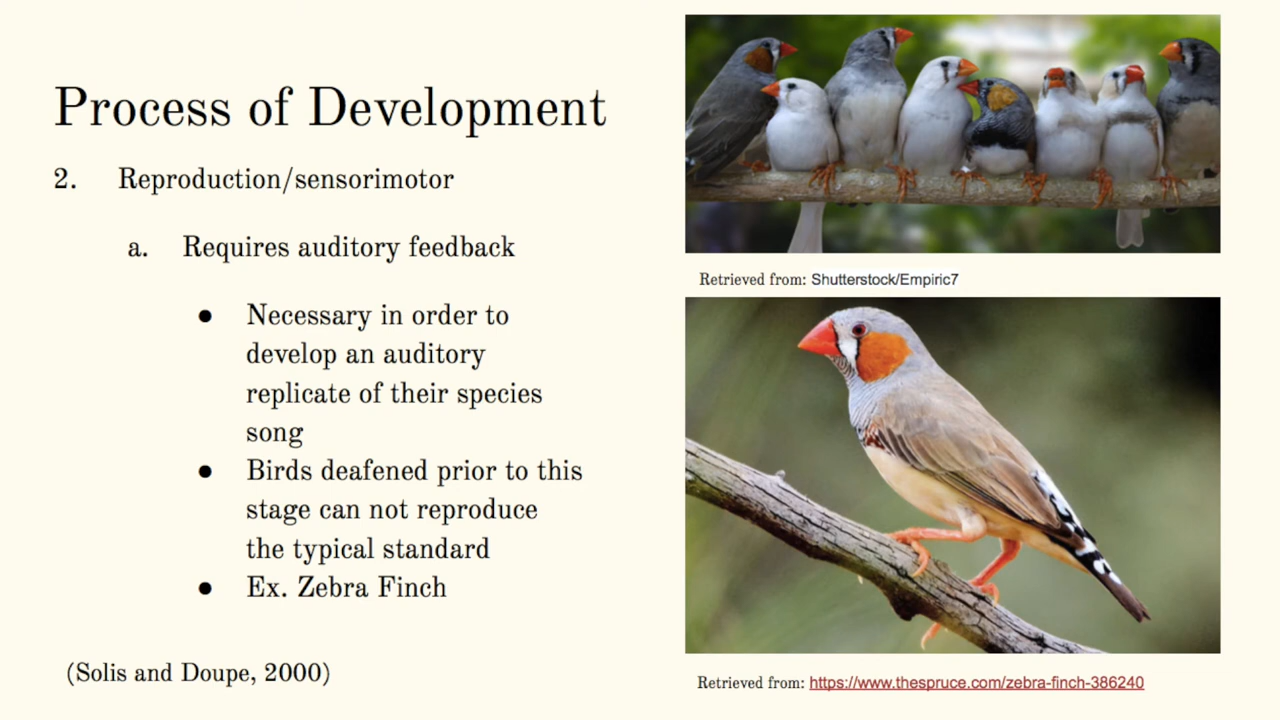 Process of Development
2. Reproduction/sensorimotor
a. Requires auditory feedback
● Necessary in order to
develop an auditory
replicate of their species
song
● Birds deafened prior to this
stage can not reproduce
the typical standard
● Ex. Zebra Finch
(Solis and Doupe, 2000)
Retrieved from: Shutterstock/Empiric7
Retrieved from: https://www.thespruce.com/zebra-finch-386240